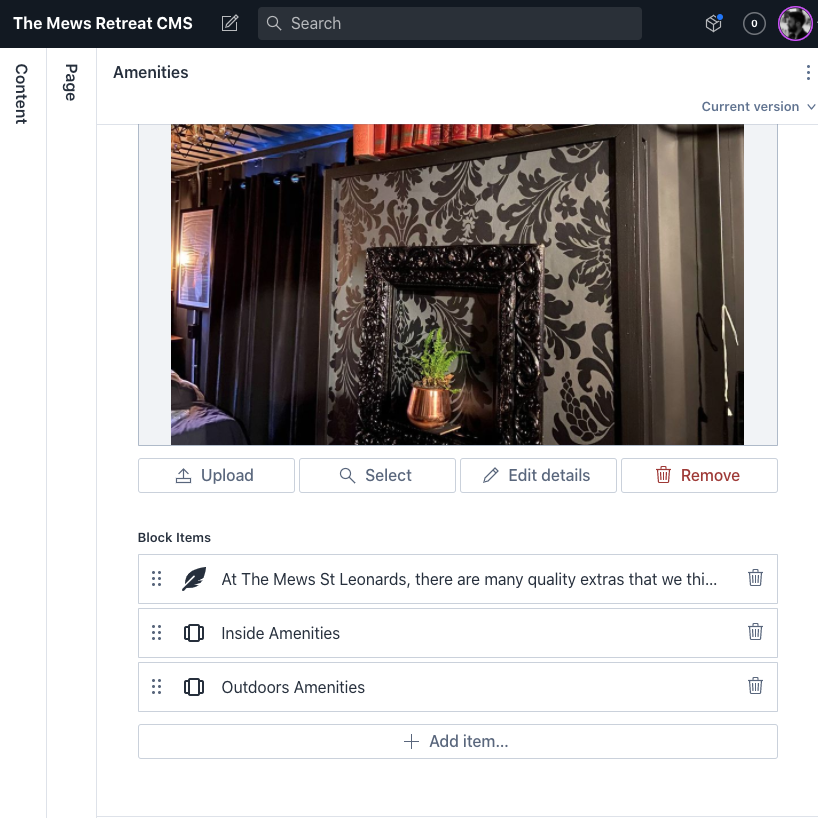 The Mews Retreat CMS
Search
0
Content
Page
Amenities
Current version
Upload
Select
Edit details
Remove
Block Items
At The Mews St Leonards, there are many quality extras that we thi...
Inside Amenities
Outdoors Amenities
Add item...